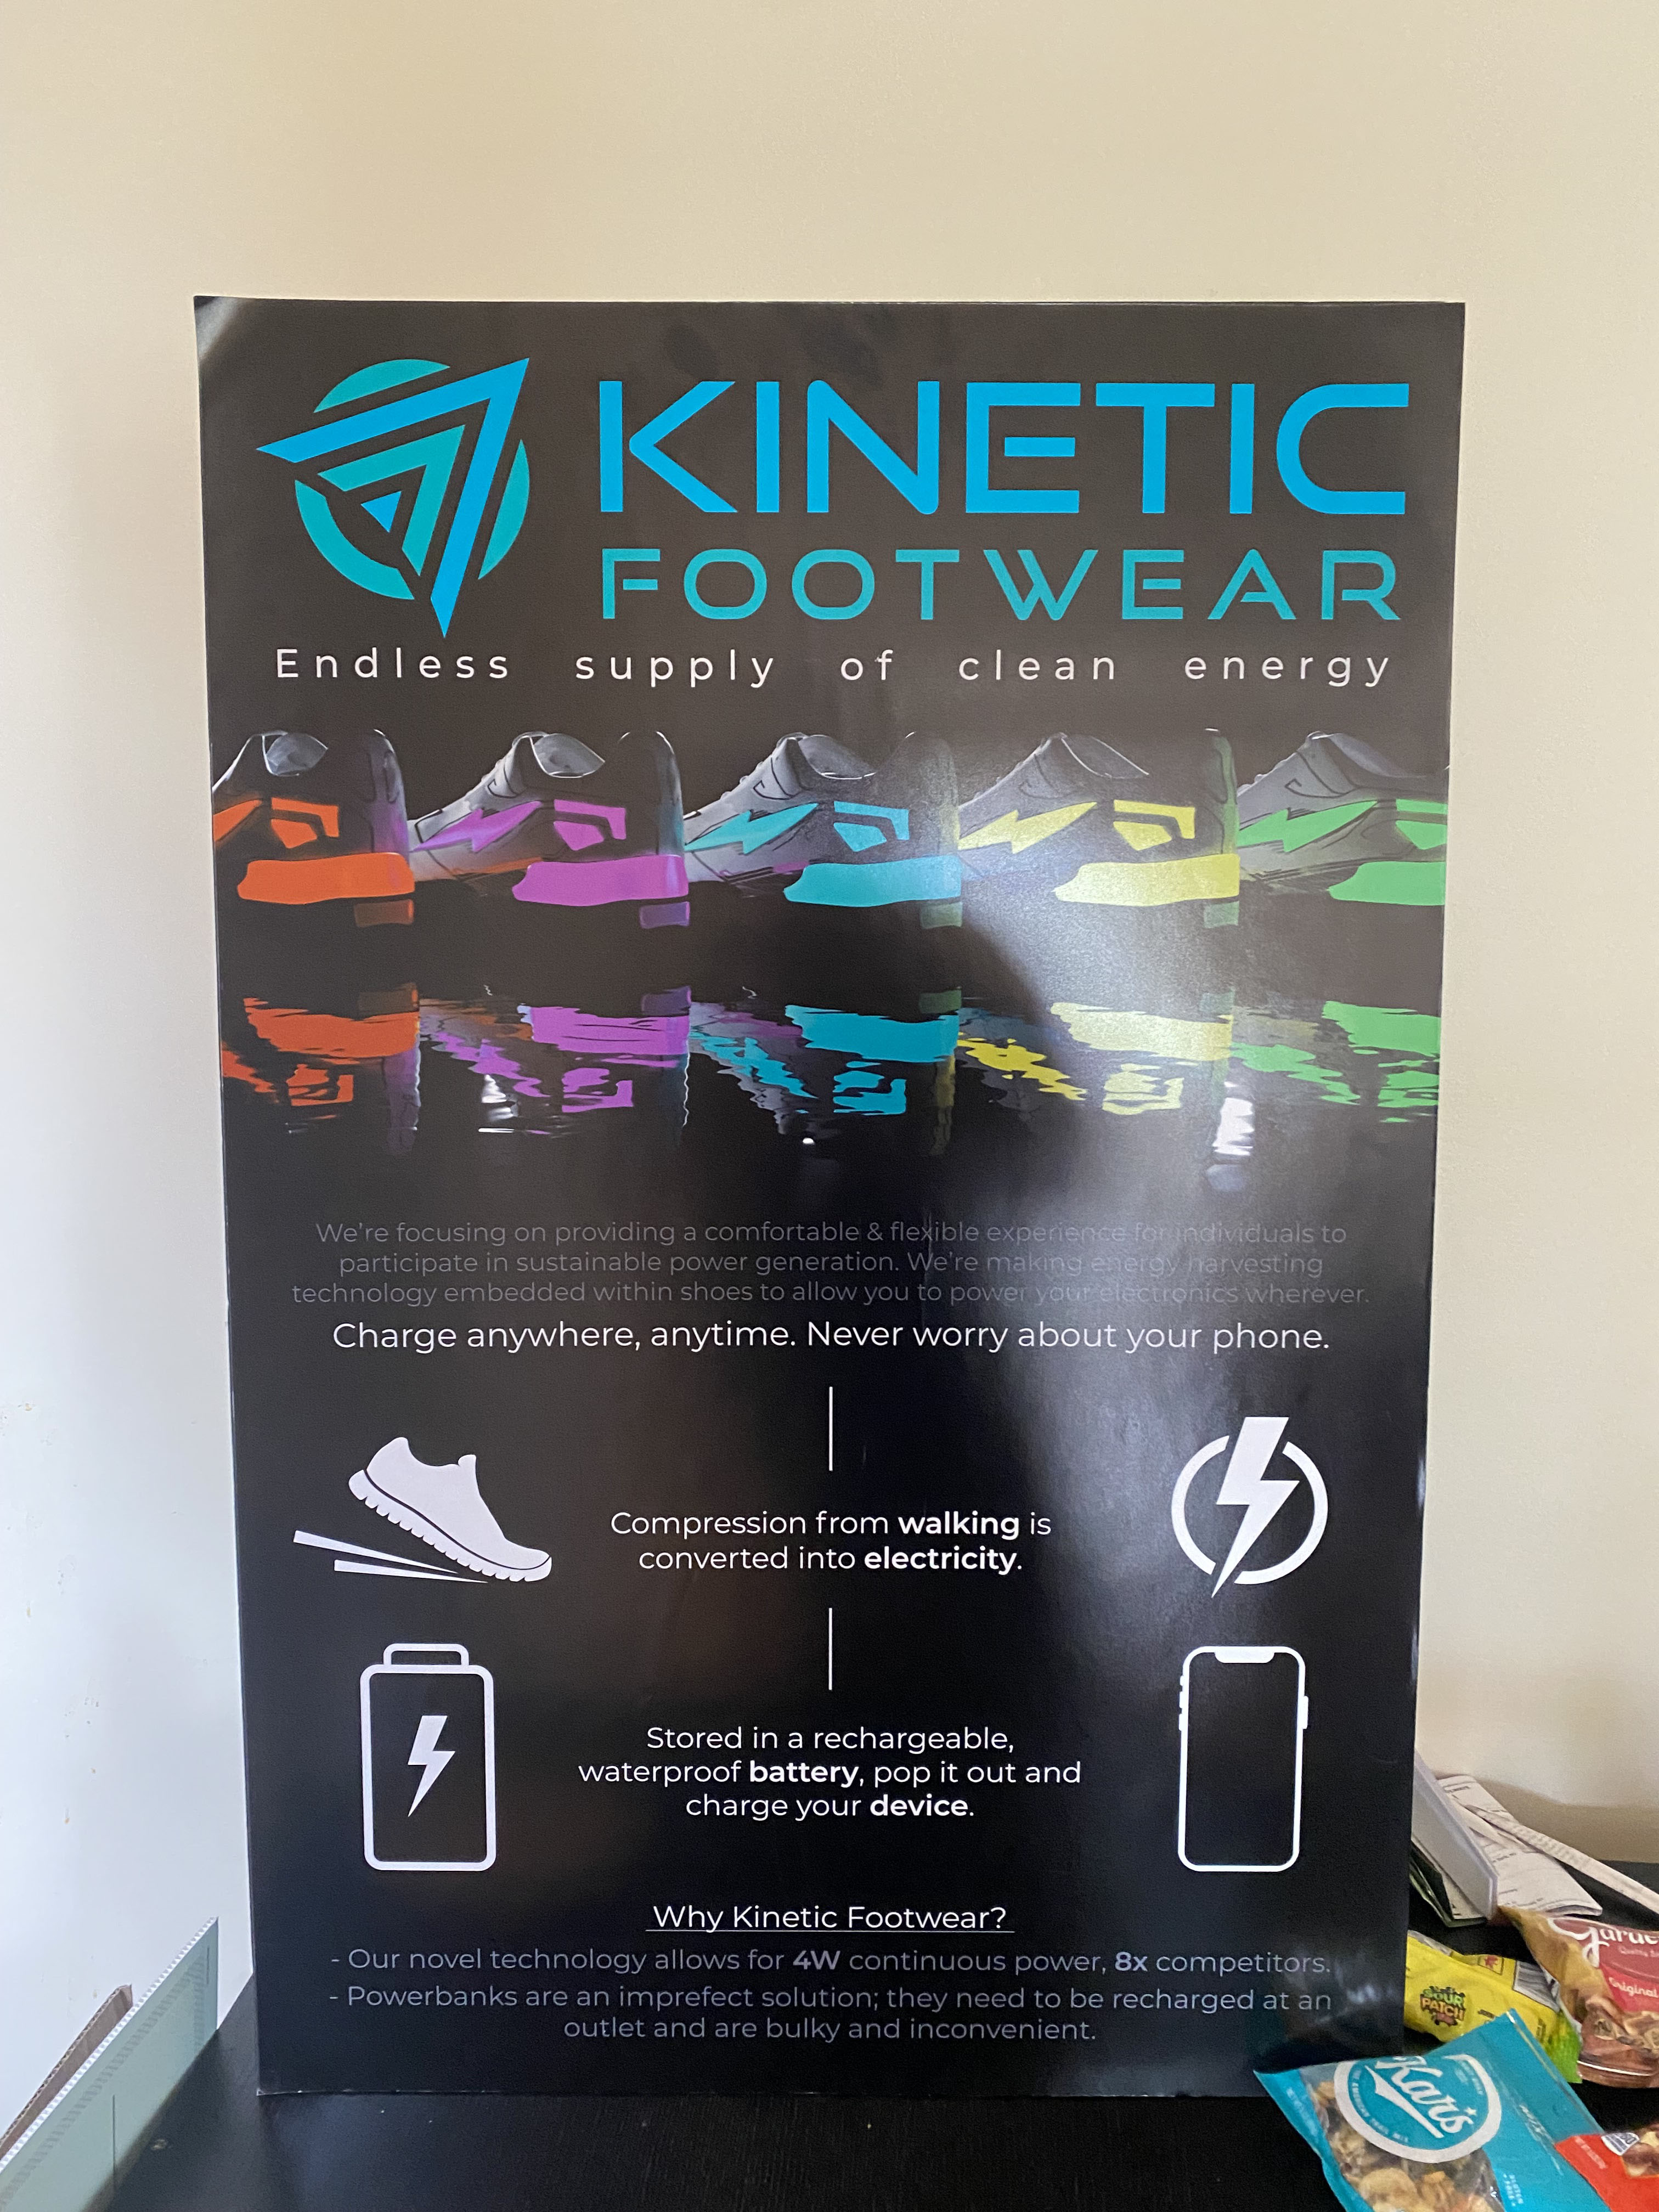 KINETIC
FOOTWEAR
Endless supply of clean energy
We're focusing on providing a comfortable & flexible experience for individuals to
participate in sustainable power generation. We're making energy harvesting
technology embedded within shoes to allow you to power your electronics wherever.
Charge anywhere, anytime. Never worry about your phone.
Compression from walking is
converted into electricity.
Stored in a rechargeable,
waterproof battery, pop it out and
charge your device.
Why Kinetic Footwear?
- Our novel technology allows for 4W continuous power, 8x competitors.
- Powerbanks are an imprefect solution; they need to be recharged at an
outlet and are bulky and inconvenient.
SOUR
PATCH
Original
Kar's